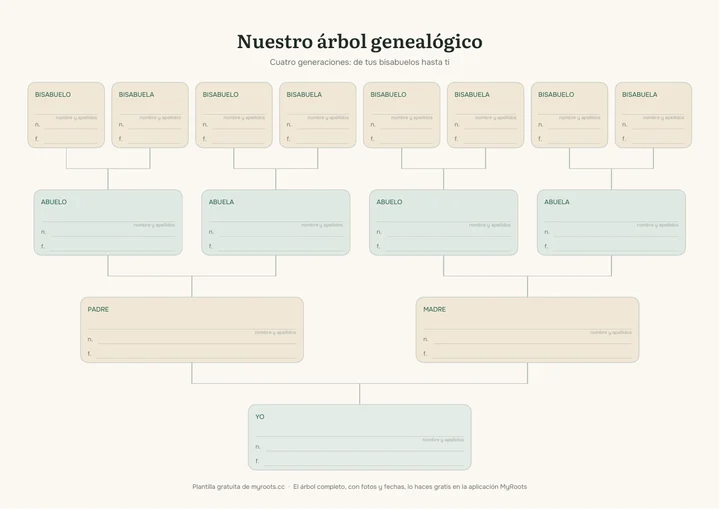 Nuestro árbol genealógico
Cuatro generaciones: de tus bisabuelos hasta ti
BISABUELO BISABUELA BISABUELO BISABUELA BISABUELO BISABUELA BISABUELO BISABUELA
nombre y apellidos nombre y apellidos nombre y apellidos nombre y apellidos nombre y apellidos nombre y apellidos nombre y apellidos nombre y apellidos
n. n. n. n. n. n. n. n.
f. f. f. f. f. f. f. f.
ABUELO ABUELA ABUELO ABUELA
nombre y apellidos nombre y apellidos nombre y apellidos nombre y apellidos
n. n. n. n.
f. f. f. f.
PADRE MADRE
nombre y apellidos nombre y apellidos
n. n.
f. f.
YO
nombre y apellidos
n.
f.
Plantilla gratuita de myroots.cc · El árbol completo, con fotos y fechas, lo haces gratis en la aplicación MyRoots